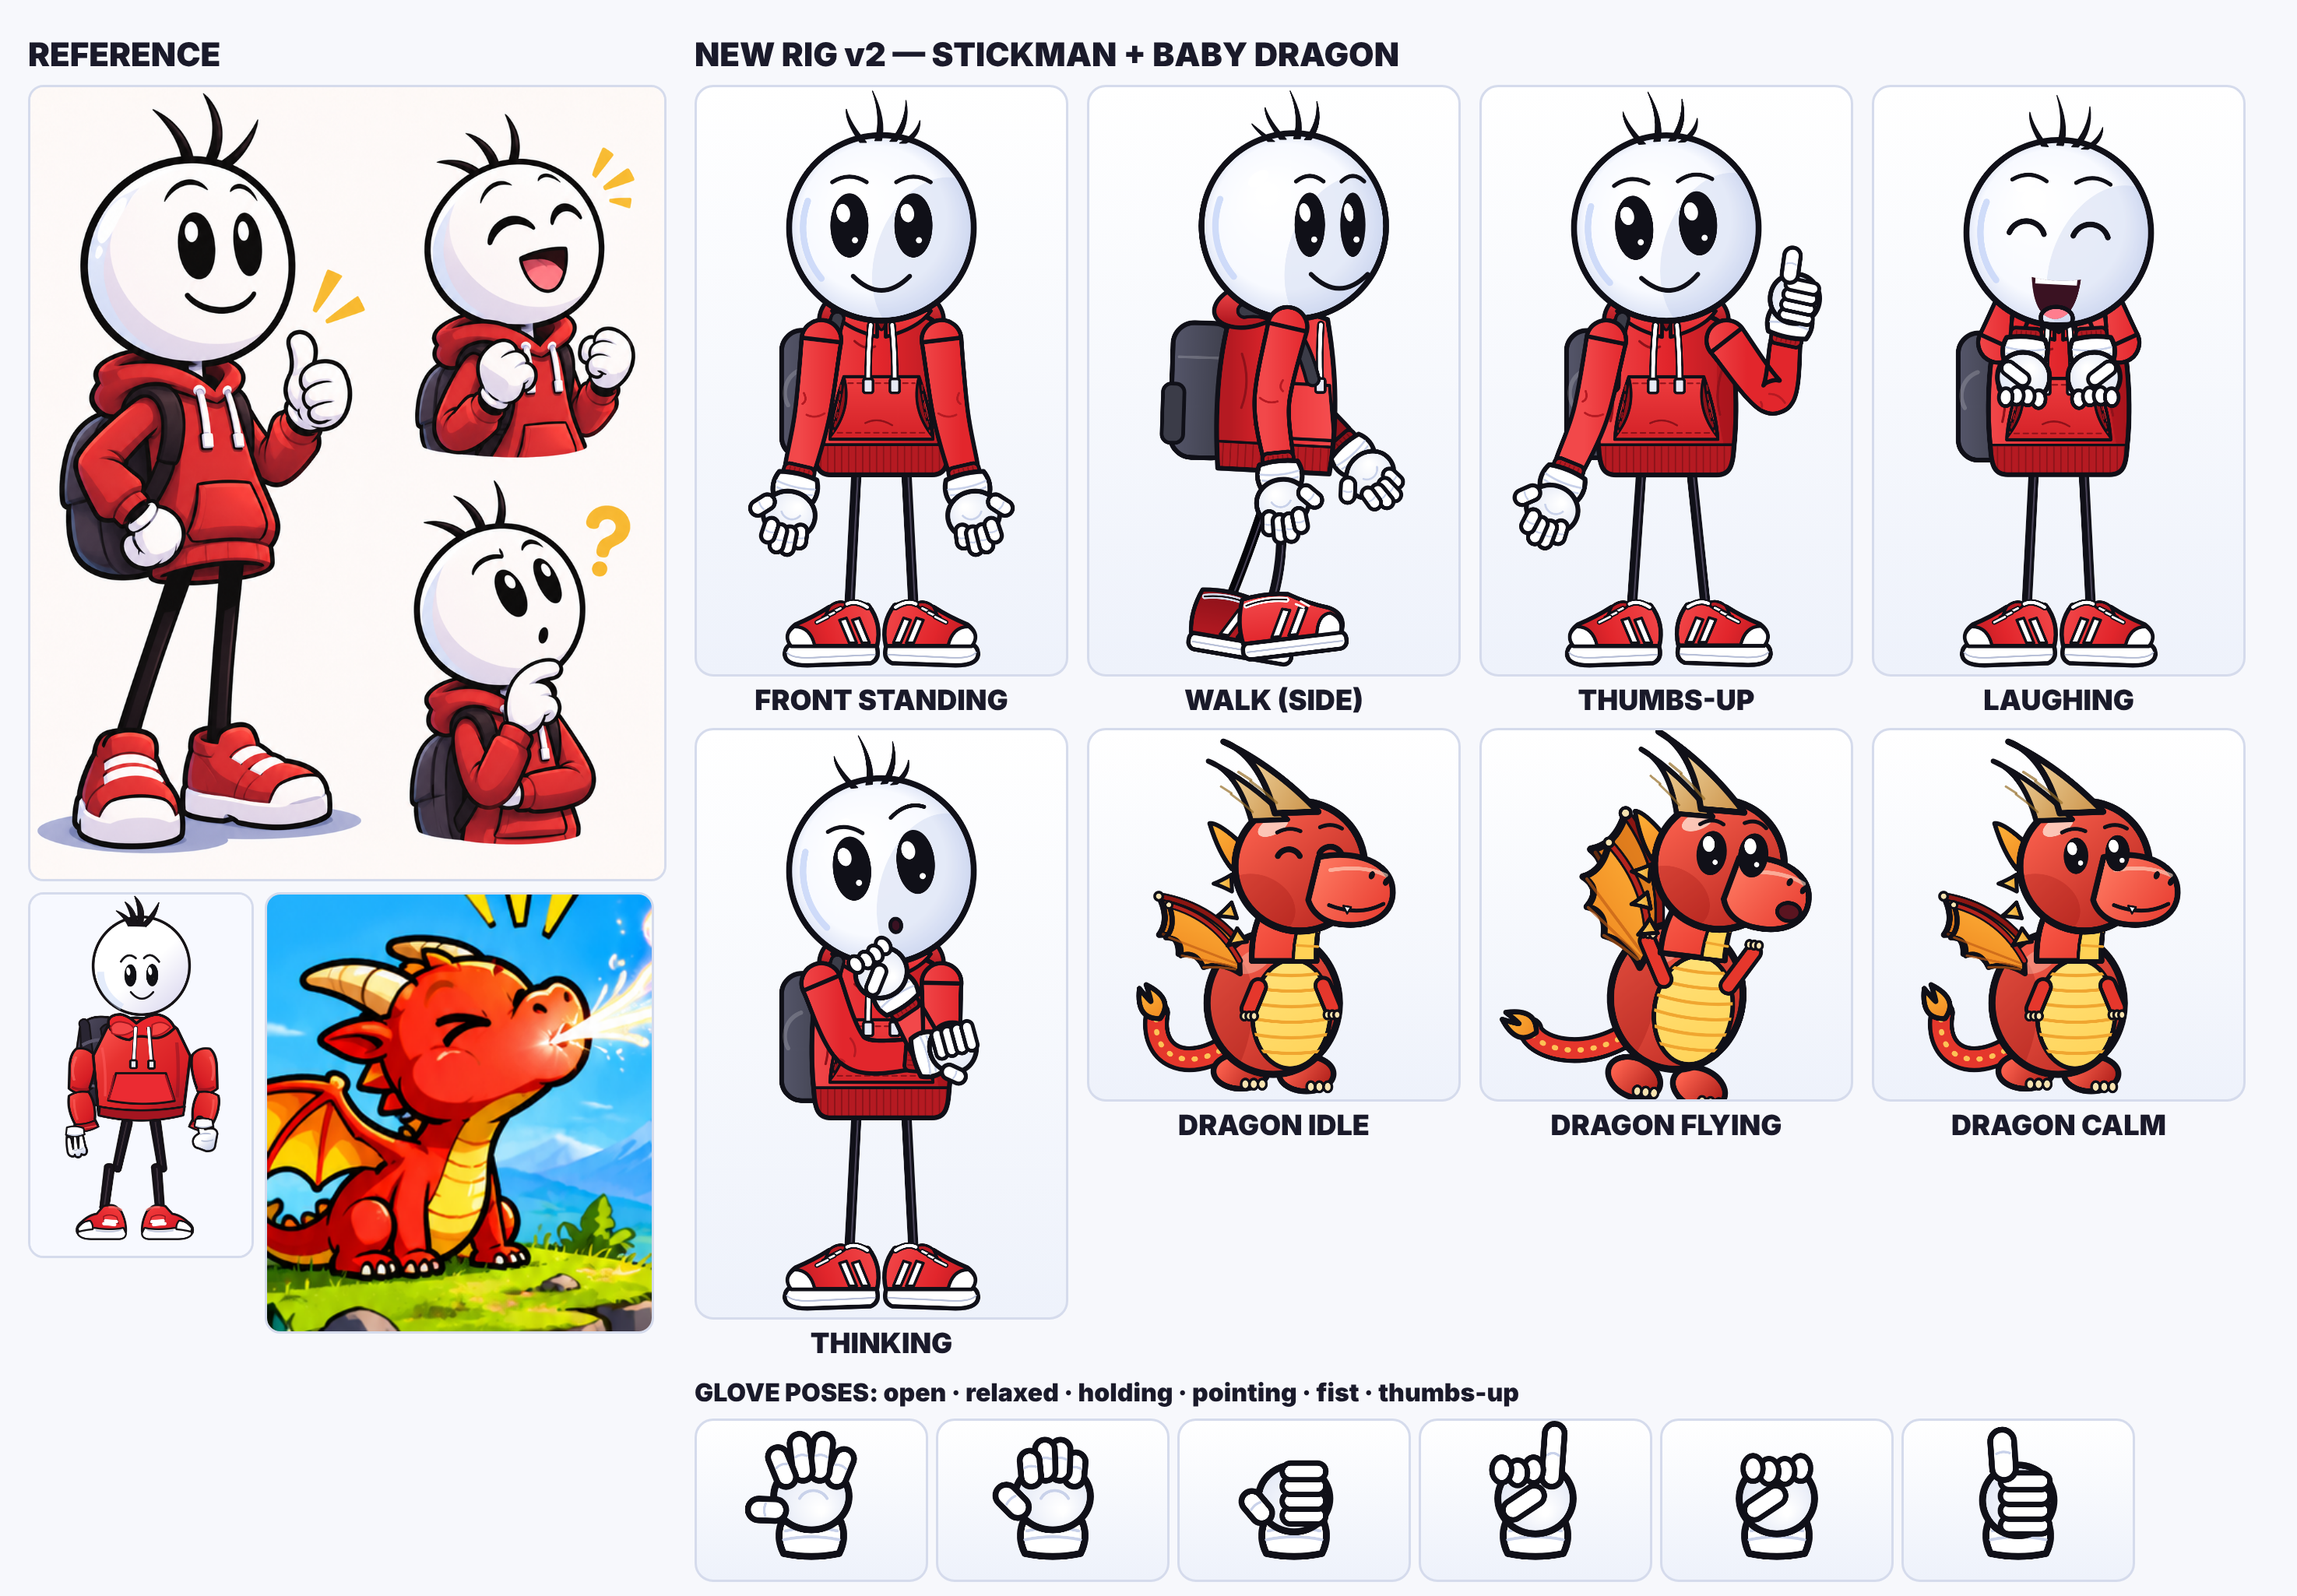 REFERENCE
NEW RIG v2 — STICKMAN + BABY DRAGON
?
FRONT STANDING
WALK (SIDE)
THUMBS-UP
LAUGHING
DRAGON IDLE
DRAGON FLYING
DRAGON CALM
THINKING
GLOVE POSES: open · relaxed · holding · pointing · fist · thumbs-up